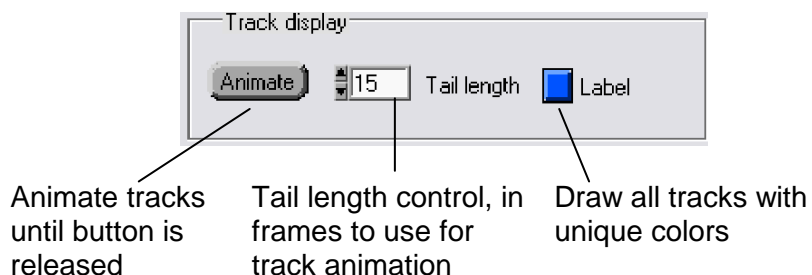 Track display
Animate 15 Tail length Label
Animate tracks
until button is
released
Tail length control, in
frames to use for
track animation
Draw all tracks with
unique colors